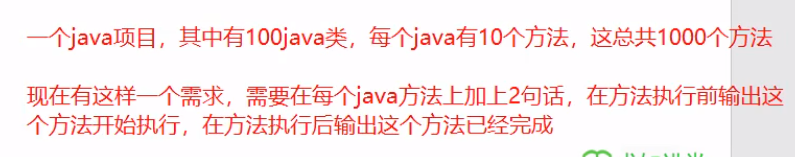 一个java项目，其中有100java类，每个java有10个方法，这总共1000个方法
现在有这样一个需求，需要在每个java方法上加上2句话，在方法执行前输出这
个方法开始执行，在方法执行后输出这个方法已经完成